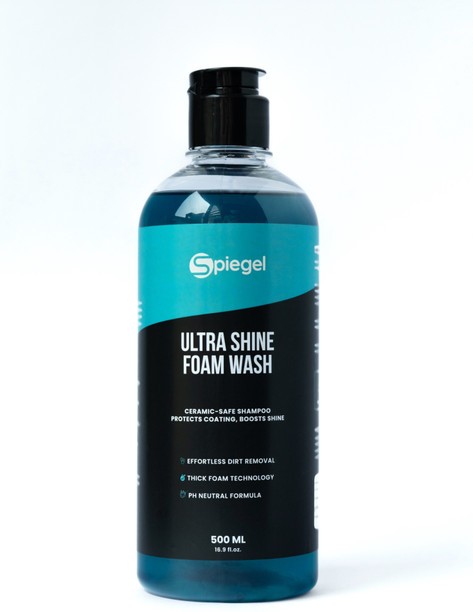 Spiegel
ULTRA SHINE
FOAM WASH
CERAMIC-SAFE SHAMPOO
PROTECTS COATING, BOOSTS SHINE
EFFORTLESS DIRT REMOVAL
THICK FOAM TECHNOLOGY
PH NEUTRAL FORMULA
500 ML
16.9 fl.oz.